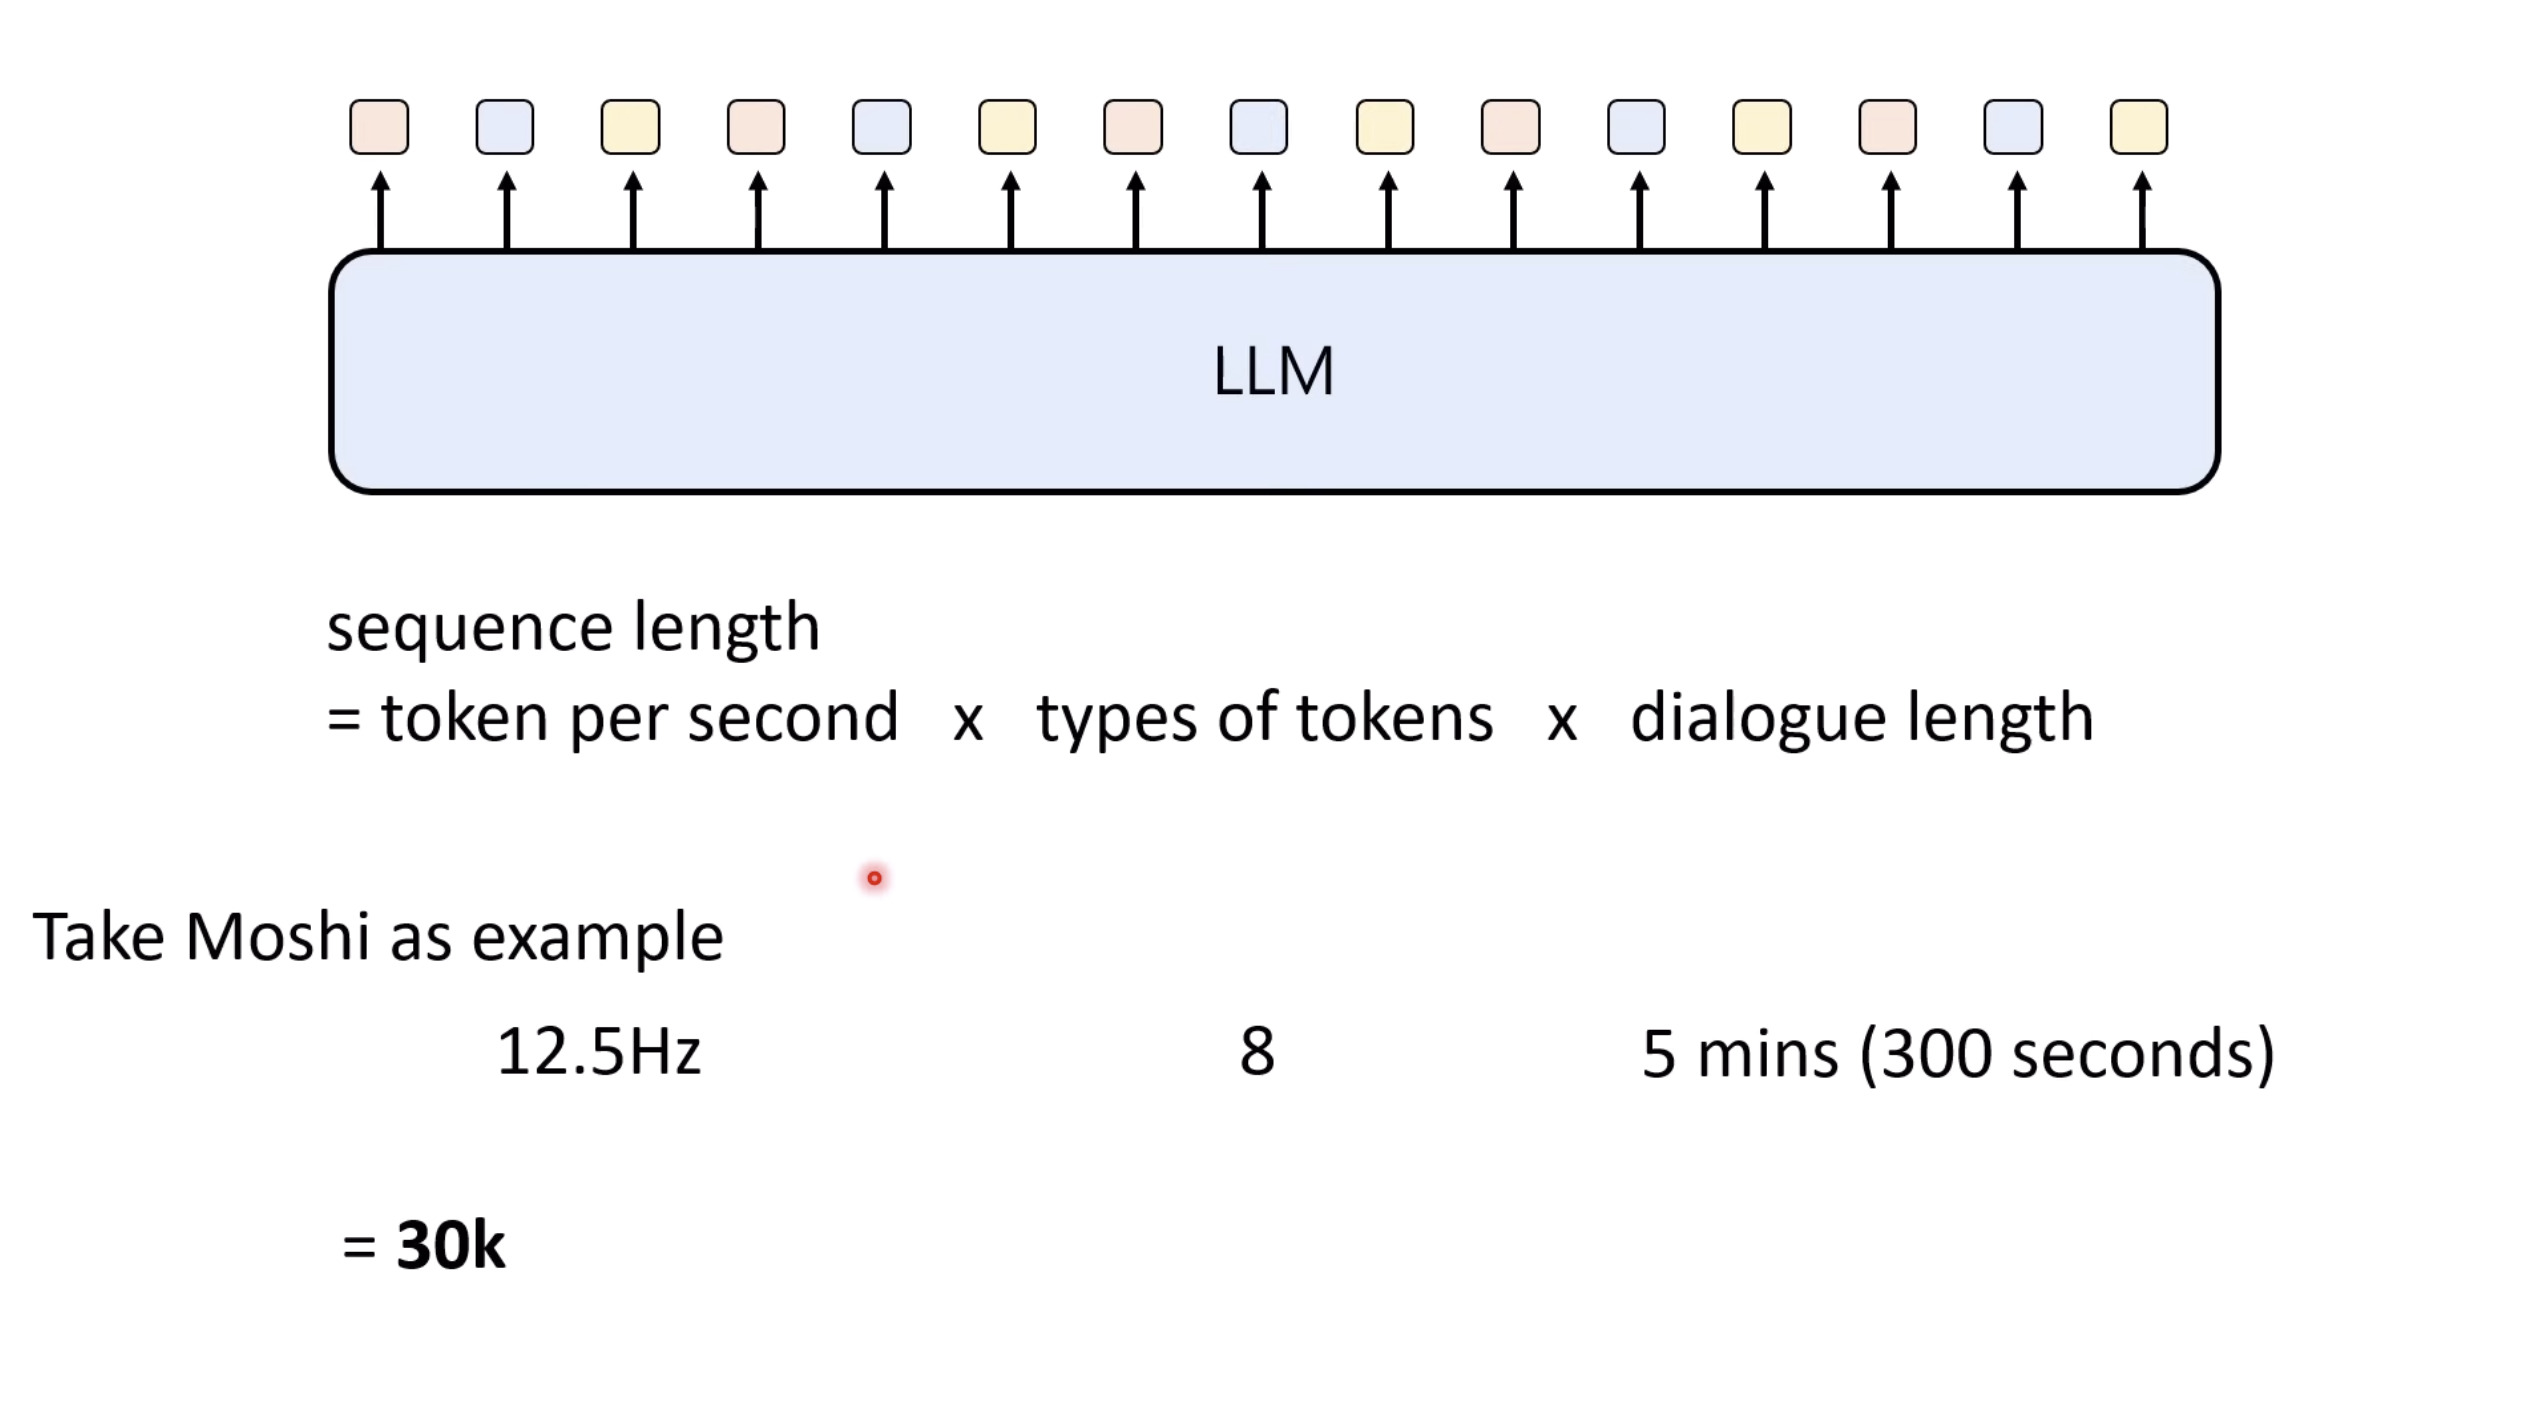 LLM
sequence length
= token per second x types of tokens x dialogue length
Take Moshi as example
12.5Hz 8 5 mins (300 seconds)
= 30k